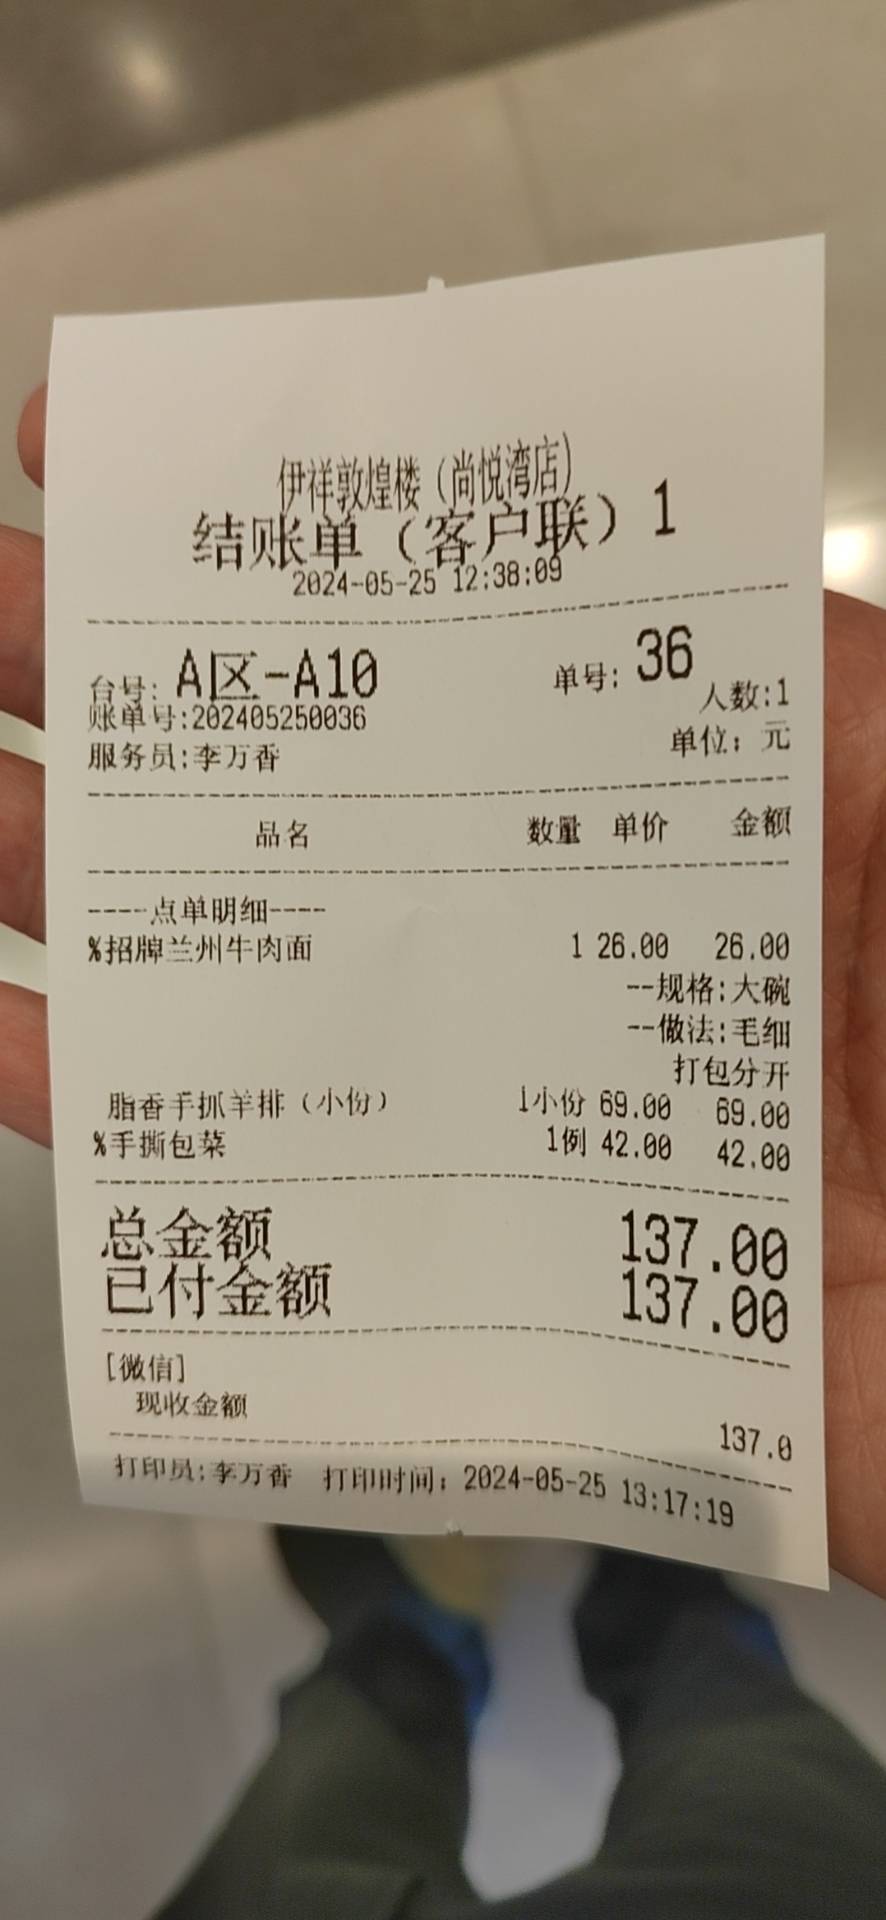 伊祥敦煌楼（尚悦湾店）
结账单（客户联）1
2024-05-25 12:38:09
台号: A区-A10 单号: 36
账单号:202405250036 人数:1
服务员:李万香 单位: 元
品名 数量 单价 金额
----点单明细----
%招牌兰州牛肉面 1 26.00 26.00
--规格:大碗
--做法:毛细
打包分开
脂香手抓羊排（小份） 1小份 69.00 69.00
%手撕包菜 1例 42.00 42.00
总金额 137.00
已付金额 137.00
[微信]
现收金额 137.0
打印员:李万香 打印时间: 2024-05-25 13:17:19